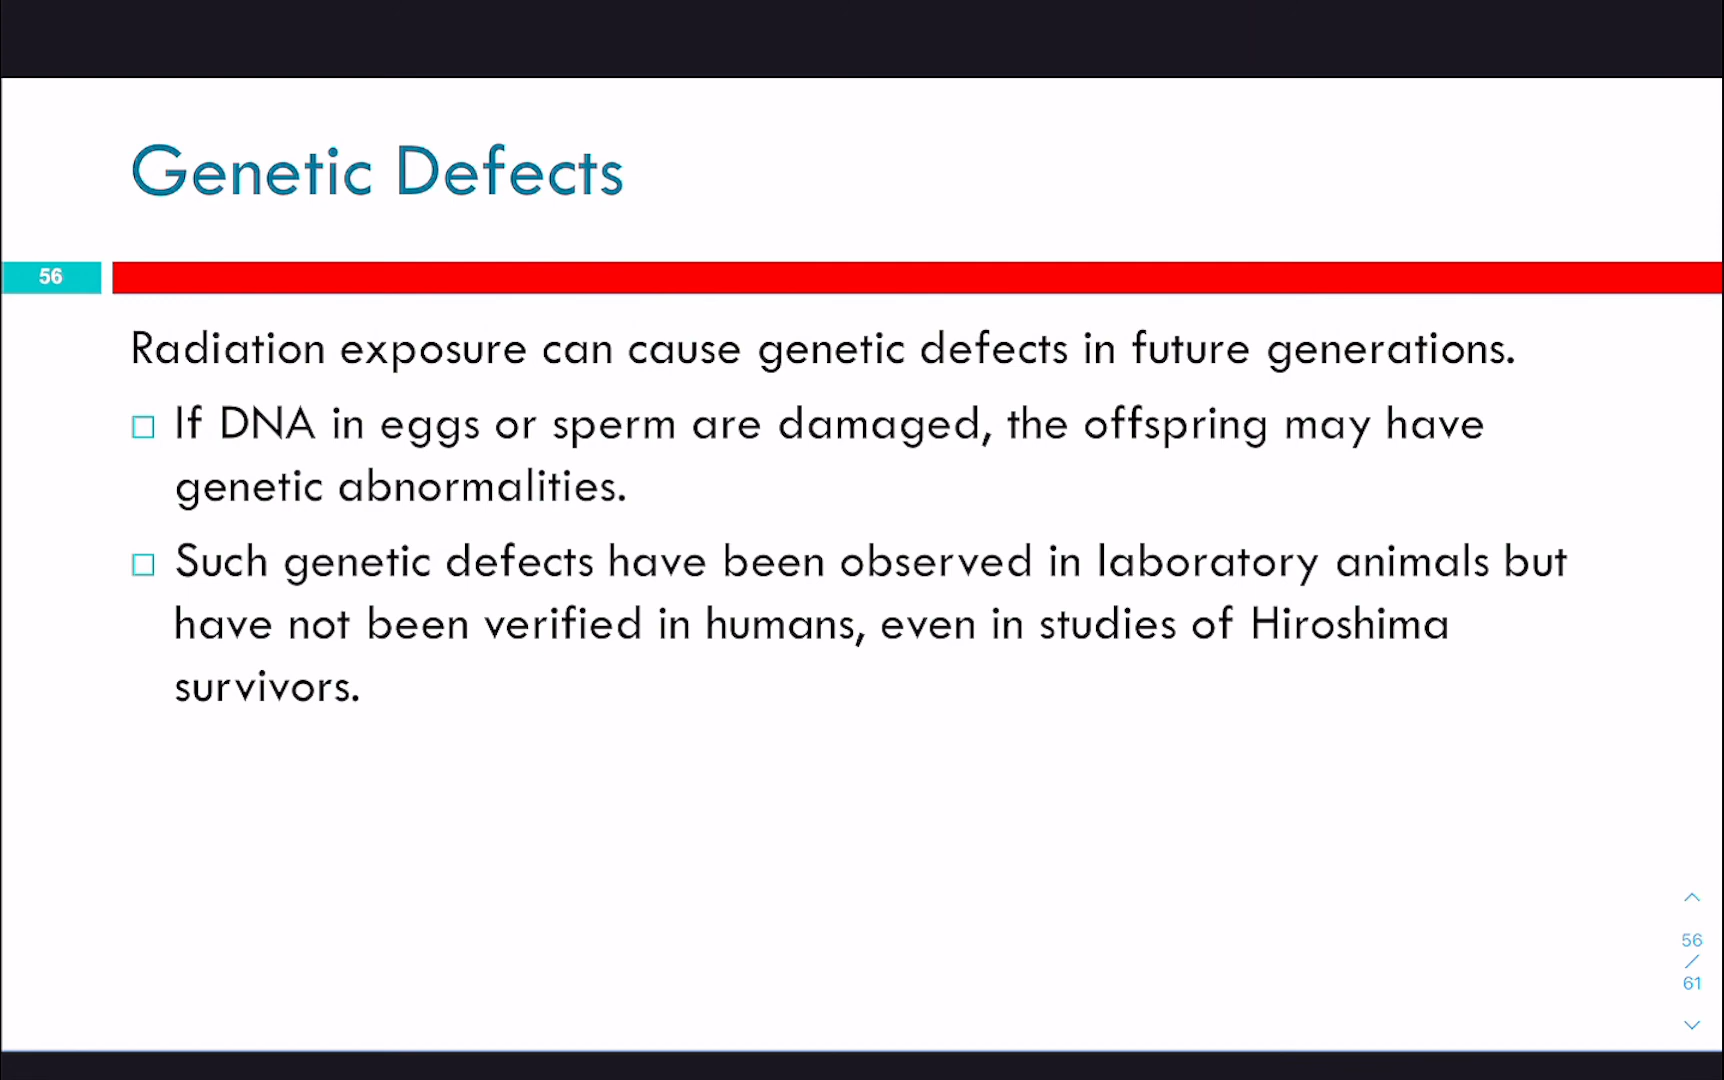 Genetic Defects
56
Radiation exposure can cause genetic defects in future generations.
If DNA in eggs or sperm are damaged, the offspring may have
genetic abnormalities.
Such genetic defects have been observed in laboratory animals but
have not been verified in humans, even in studies of Hiroshima
survivors.
56
/
61